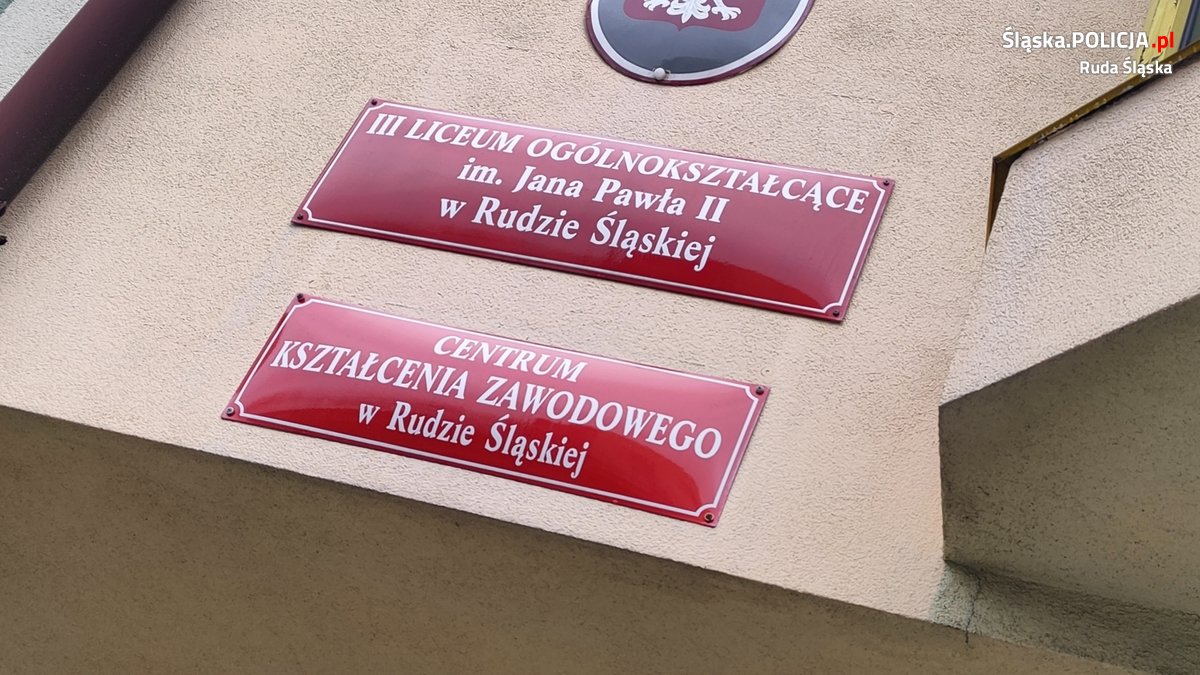 Śląska.POLICJA.pl
Ruda Śląska
III LICEUM OGÓLNOKSZTAŁCĄCE
im. Jana Pawła II
w Rudzie Śląskiej
CENTRUM
KSZTAŁCENIA ZAWODOWEGO
w Rudzie Śląskiej